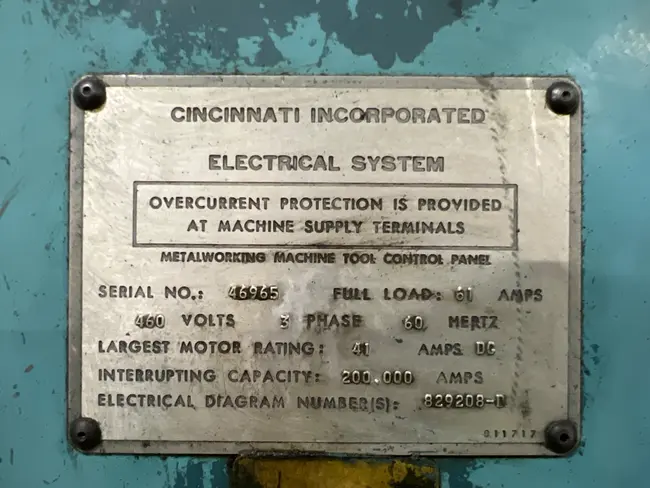 CINCINNATI INCORPORATED
ELECTRICAL SYSTEM
OVERCURRENT PROTECTION IS PROVIDED
AT MACHINE SUPPLY TERMINALS
METALWORKING MACHINE TOOL CONTROL PANEL
SERIAL NO.: 46965 FULL LOAD: 61 AMPS
460 VOLTS 3 PHASE 60 HERTZ
LARGEST MOTOR RATING: 41 AMPS DC
INTERRUPTING CAPACITY: 200.000 AMPS
ELECTRICAL DIAGRAM NUMBER(S): 829208-D
011717